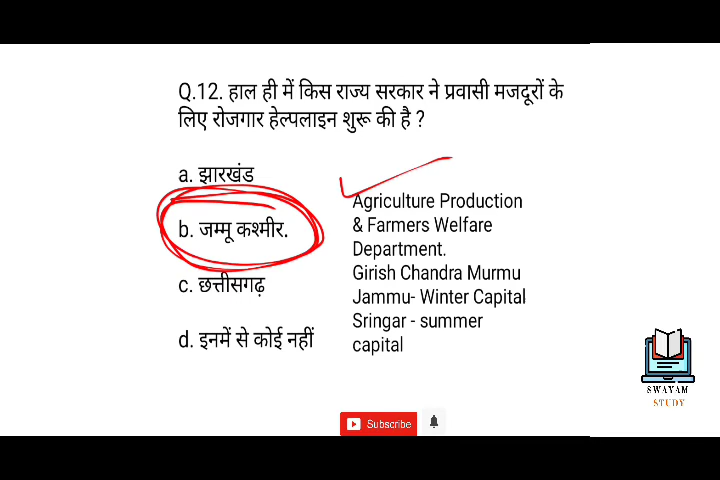 Q.12. हाल ही में किस राज्य सरकार ने प्रवासी मजदूरों के
लिए रोजगार हेल्पलाइन शुरू की है ?
a. झारखंड
b. जम्मू कश्मीर.
c. छत्तीसगढ़
d. इनमें से कोई नहीं
Agriculture Production
& Farmers Welfare
Department.
Girish Chandra Murmu
Jammu- Winter Capital
Sringar - summer
capital
SWAYAM
STUDY
Subscribe